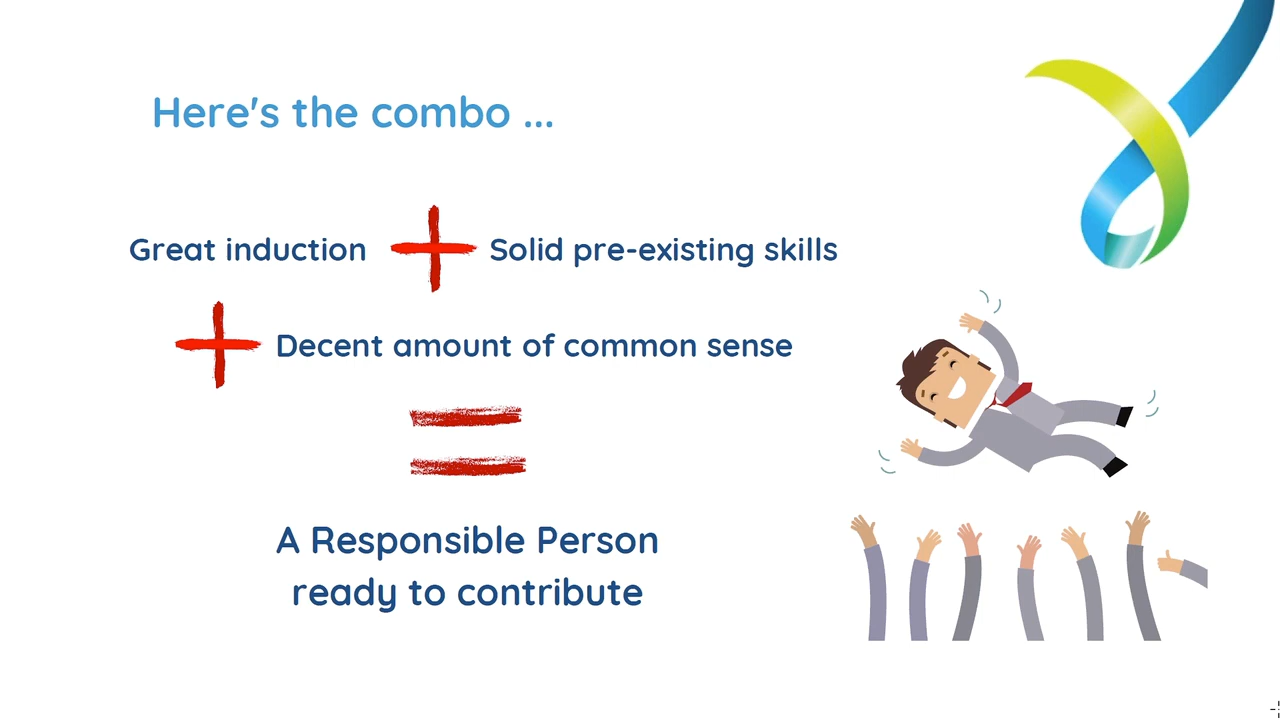 Here's the combo ...
Great induction + Solid pre-existing skills
+ Decent amount of common sense
=
A Responsible Person
ready to contribute